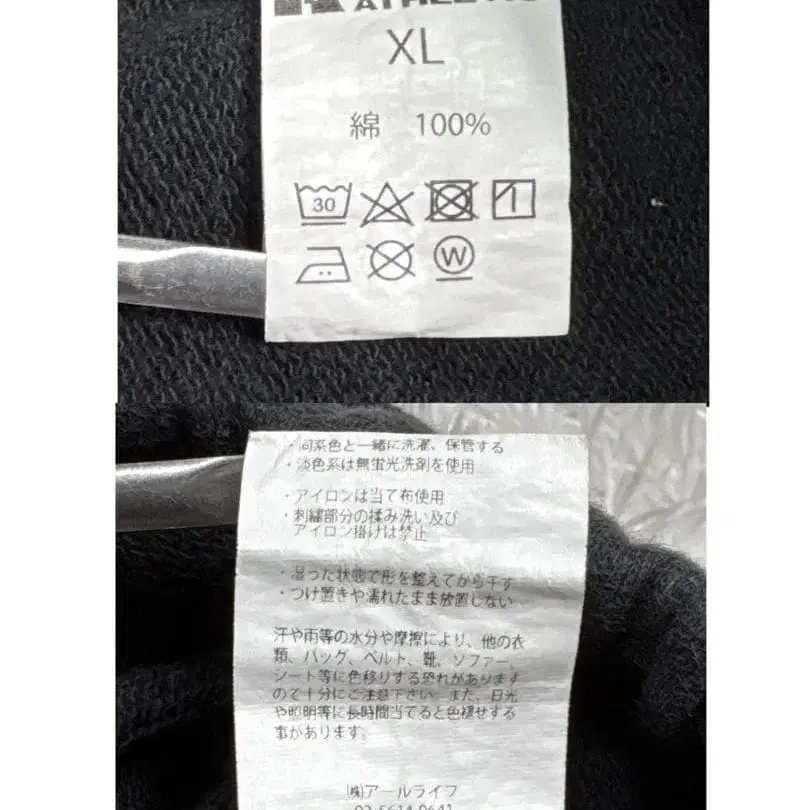 XL
綿 100%
30
W
・同系色と一緒に洗濯、保管する
・淡色系は無蛍光洗剤を使用
・アイロンは当て布使用
・刺繍部分の揉み洗い及び
アイロン掛けは禁止
・湿った状態で形を整えてから干す
・つけ置きや濡れたまま放置しない
汗や雨等の水分や摩擦により、他の衣
類、バッグ、ベルト、靴、ソファー、
シート等に色移りする恐れがあります
ので十分にご注意下さい。また、日光
や照明等に長時間当てると色褪せする
事があります。
㈱アールライフ